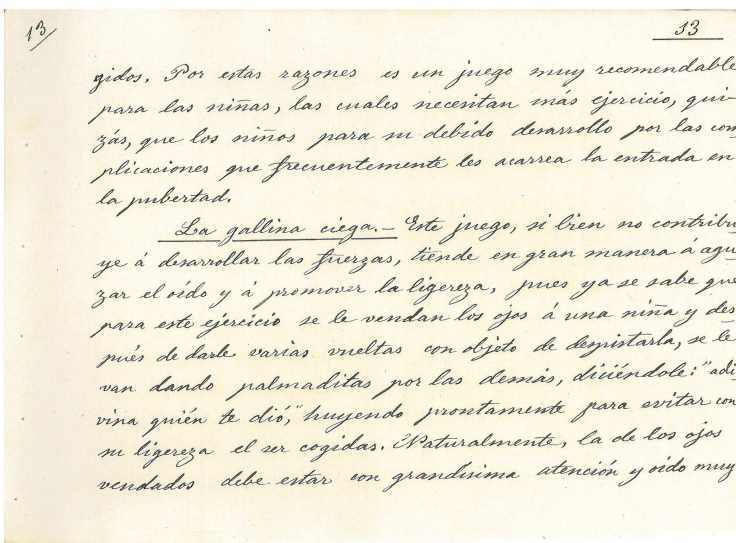 13/
13
gidos. Por estas razones es un juego muy recomendable
para las niñas, las cuales necesitan más ejercicio, qui-
zás, que los niños para su debido desarrollo por las com
plicaciones que frecuentemente les acarrea la entrada en
la pubertad.
La gallina ciega.- Este juego, si bien no contribu
ye á desarrollar las fuerzas, tiende en gran manera á agu
zar el oído y á promover la ligereza, pues ya se sabe que
para este ejercicio se le vendan los ojos á una niña y des
pués de darle varias vueltas con objeto de despistarla, se le
van dando palmaditas por las demás, diciéndole: "adi
vina quién te dió," huyendo prontamente para evitar con
su ligereza el ser cogidas. Naturalmente, la de los ojos
vendados debe estar con grandísima atención y oído muy